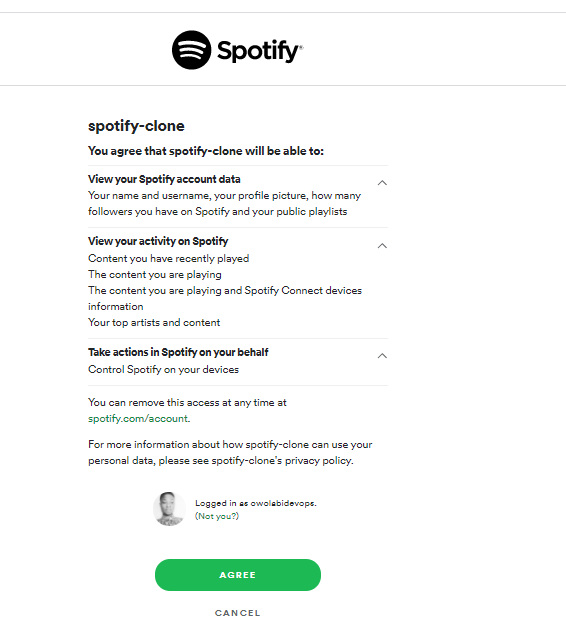 Spotify®
spotify-clone
You agree that spotify-clone will be able to:
View your Spotify account data
Your name and username, your profile picture, how many
followers you have on Spotify and your public playlists
View your activity on Spotify
Content you have recently played
The content you are playing
The content you are playing and Spotify Connect devices
information
Your top artists and content
Take actions in Spotify on your behalf
Control Spotify on your devices
You can remove this access at any time at
spotify.com/account.
For more information about how spotify-clone can use your
personal data, please see spotify-clone's privacy policy.
Logged in as owolabidevops.
(Not you?)
AGREE
CANCEL